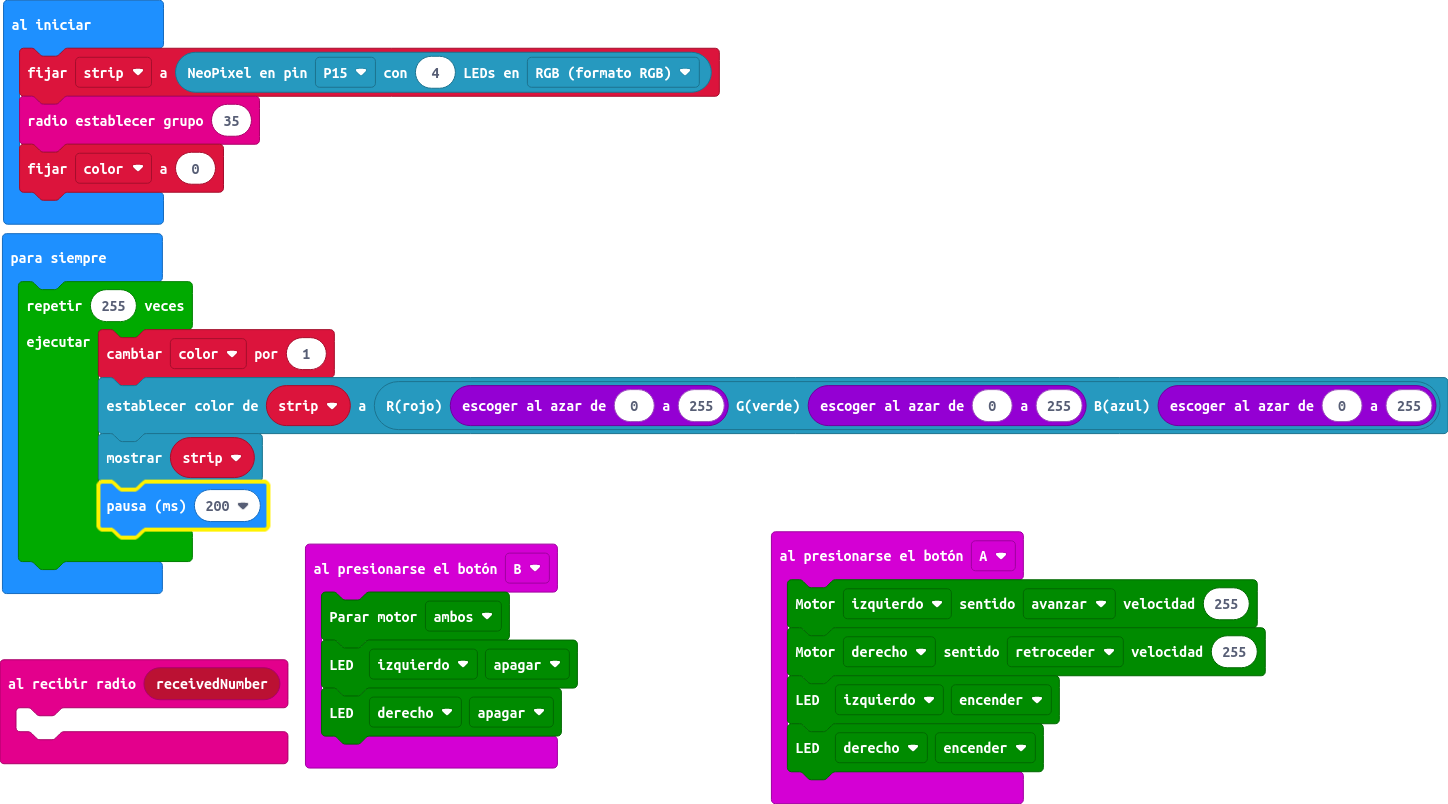 al iniciar
fijar strip a NeoPixel en pin P15 con 4 LEDs en RGB (formato RGB)
radio establecer grupo 35
fijar color a 0
para siempre
repetir 255 veces
ejecutar
cambiar color por 1
establecer color de strip a R(rojo) escoger al azar de 0 a 255 G(verde) escoger al azar de 0 a 255 B(azul) escoger al azar de 0 a 255
mostrar strip
pausa (ms) 200
al presionarse el botón B
Parar motor ambos
LED izquierdo apagar
LED derecho apagar
al presionarse el botón A
Motor izquierdo sentido avanzar velocidad 255
Motor derecho sentido retroceder velocidad 255
LED izquierdo encender
LED derecho encender
al recibir radio receivedNumber